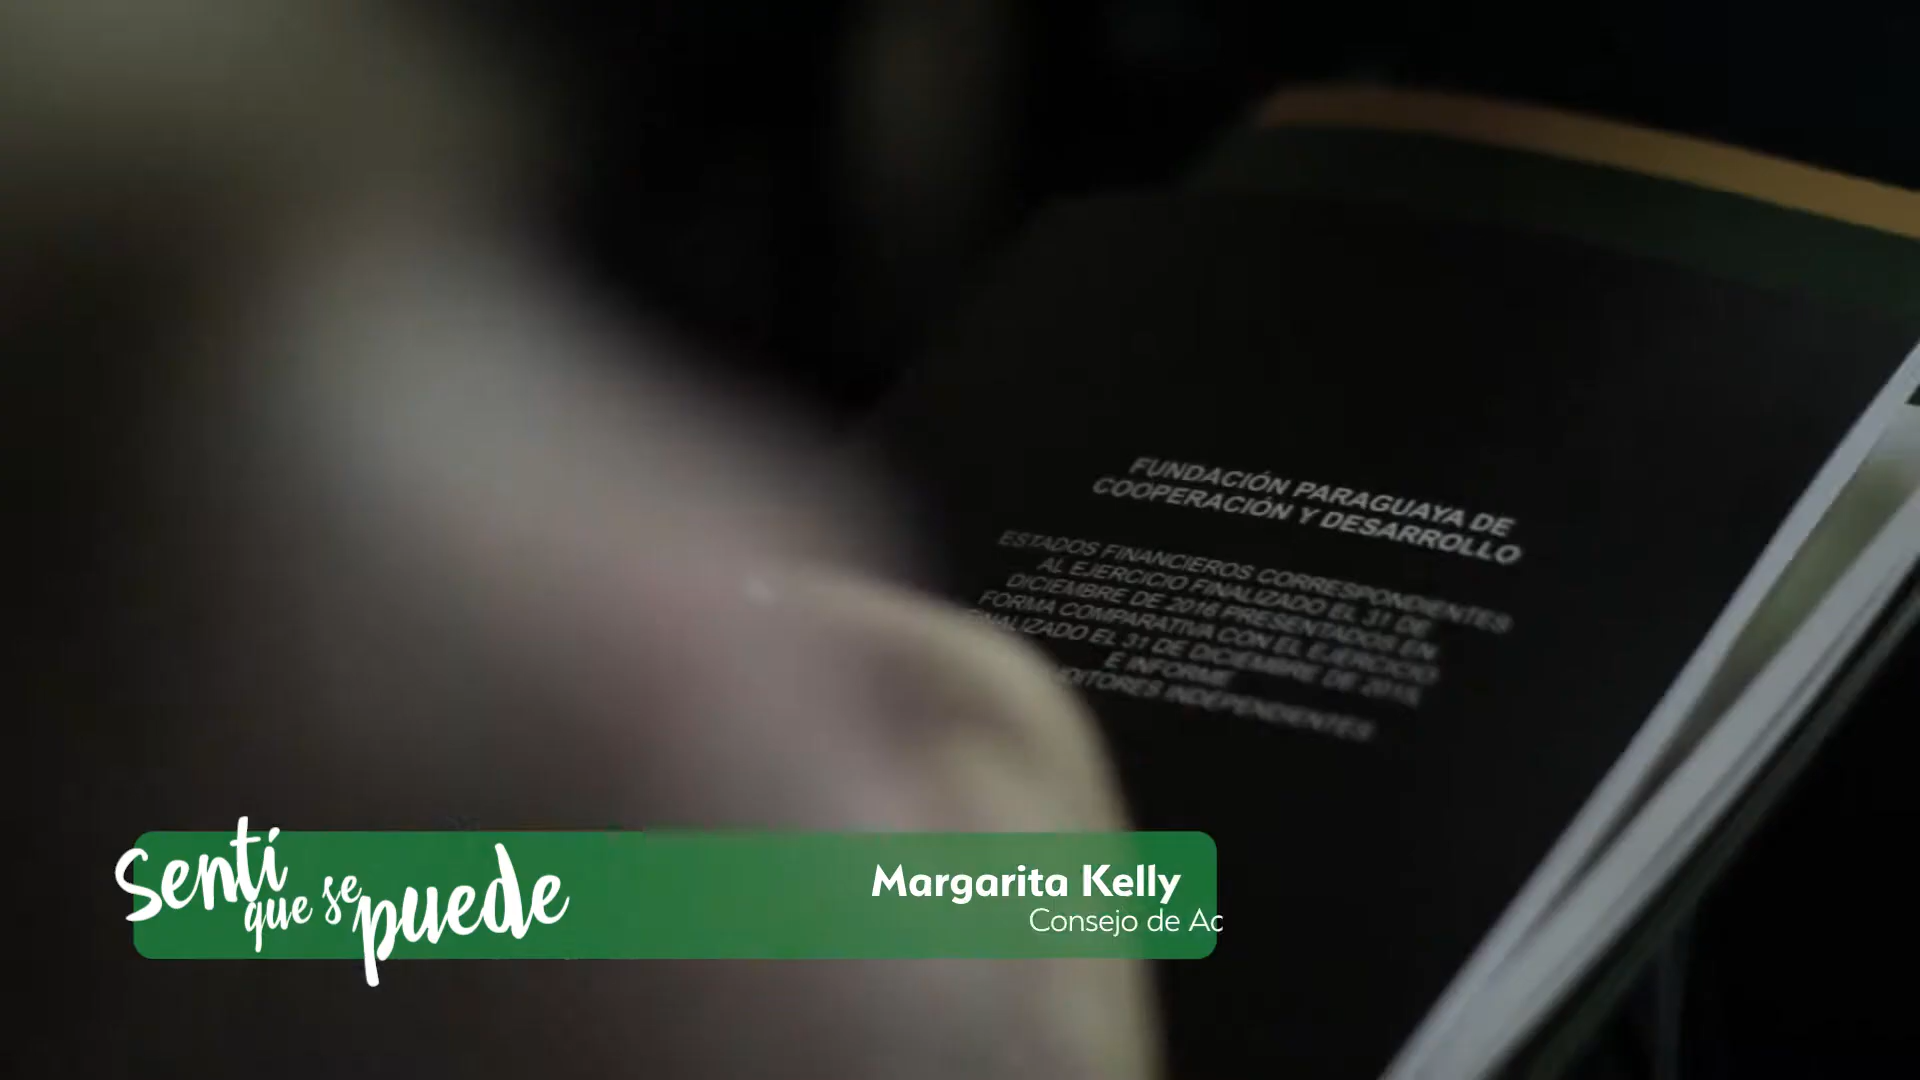 FUNDACIÓN PARAGUAYA DE
COOPERACIÓN Y DESARROLLO
ESTADOS FINANCIEROS CORRESPONDIENTES
AL EJERCICIO FINALIZADO EL 31 DE
DICIEMBRE DE 2016 PRESENTADOS EN
FORMA COMPARATIVA CON EL EJERCICIO
FINALIZADO EL 31 DE DICIEMBRE DE 2015,
E INFORME
INDEPENDIENTES
Sentí
que se
puede
Margarita Kelly
Consejo de Ad